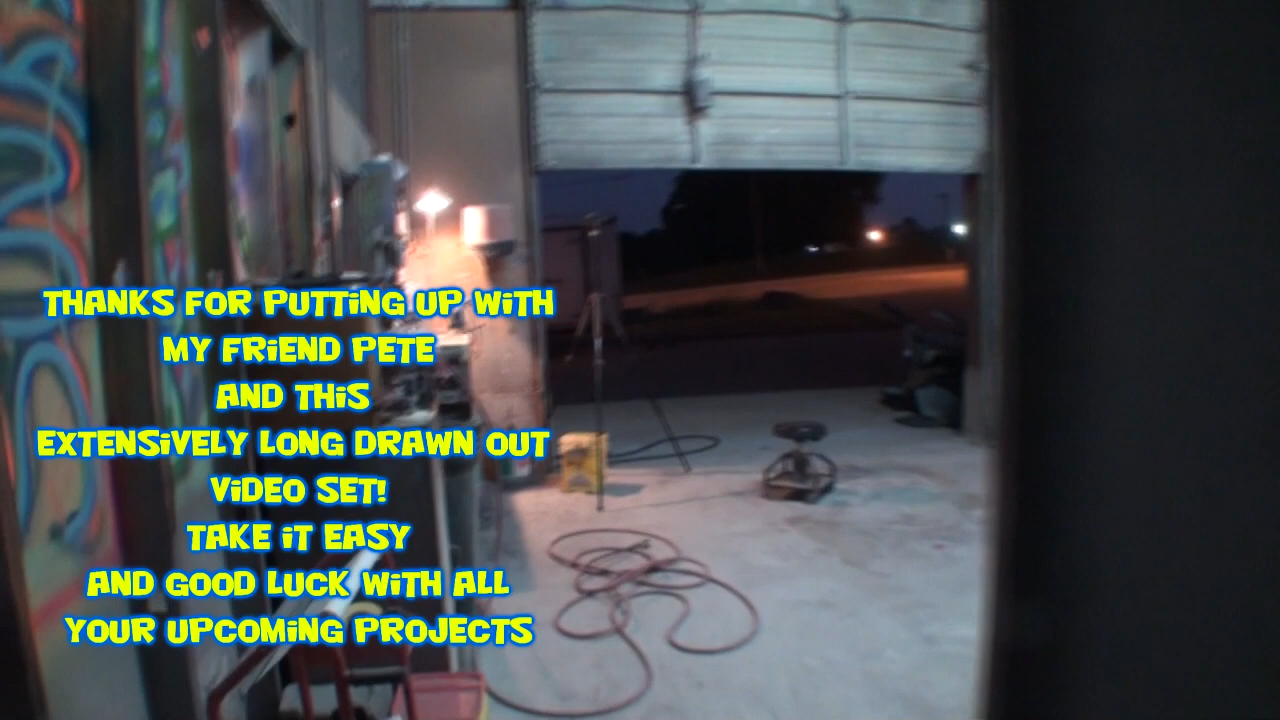 THANKS FOR PUTTING UP WITH
MY FRIEND PETE
AND THIS
EXTENSIVELY LONG DRAWN OUT
VIDEO SET!
TAKE IT EASY
AND GOOD LUCK WITH ALL
YOUR UPCOMING PROJECTS